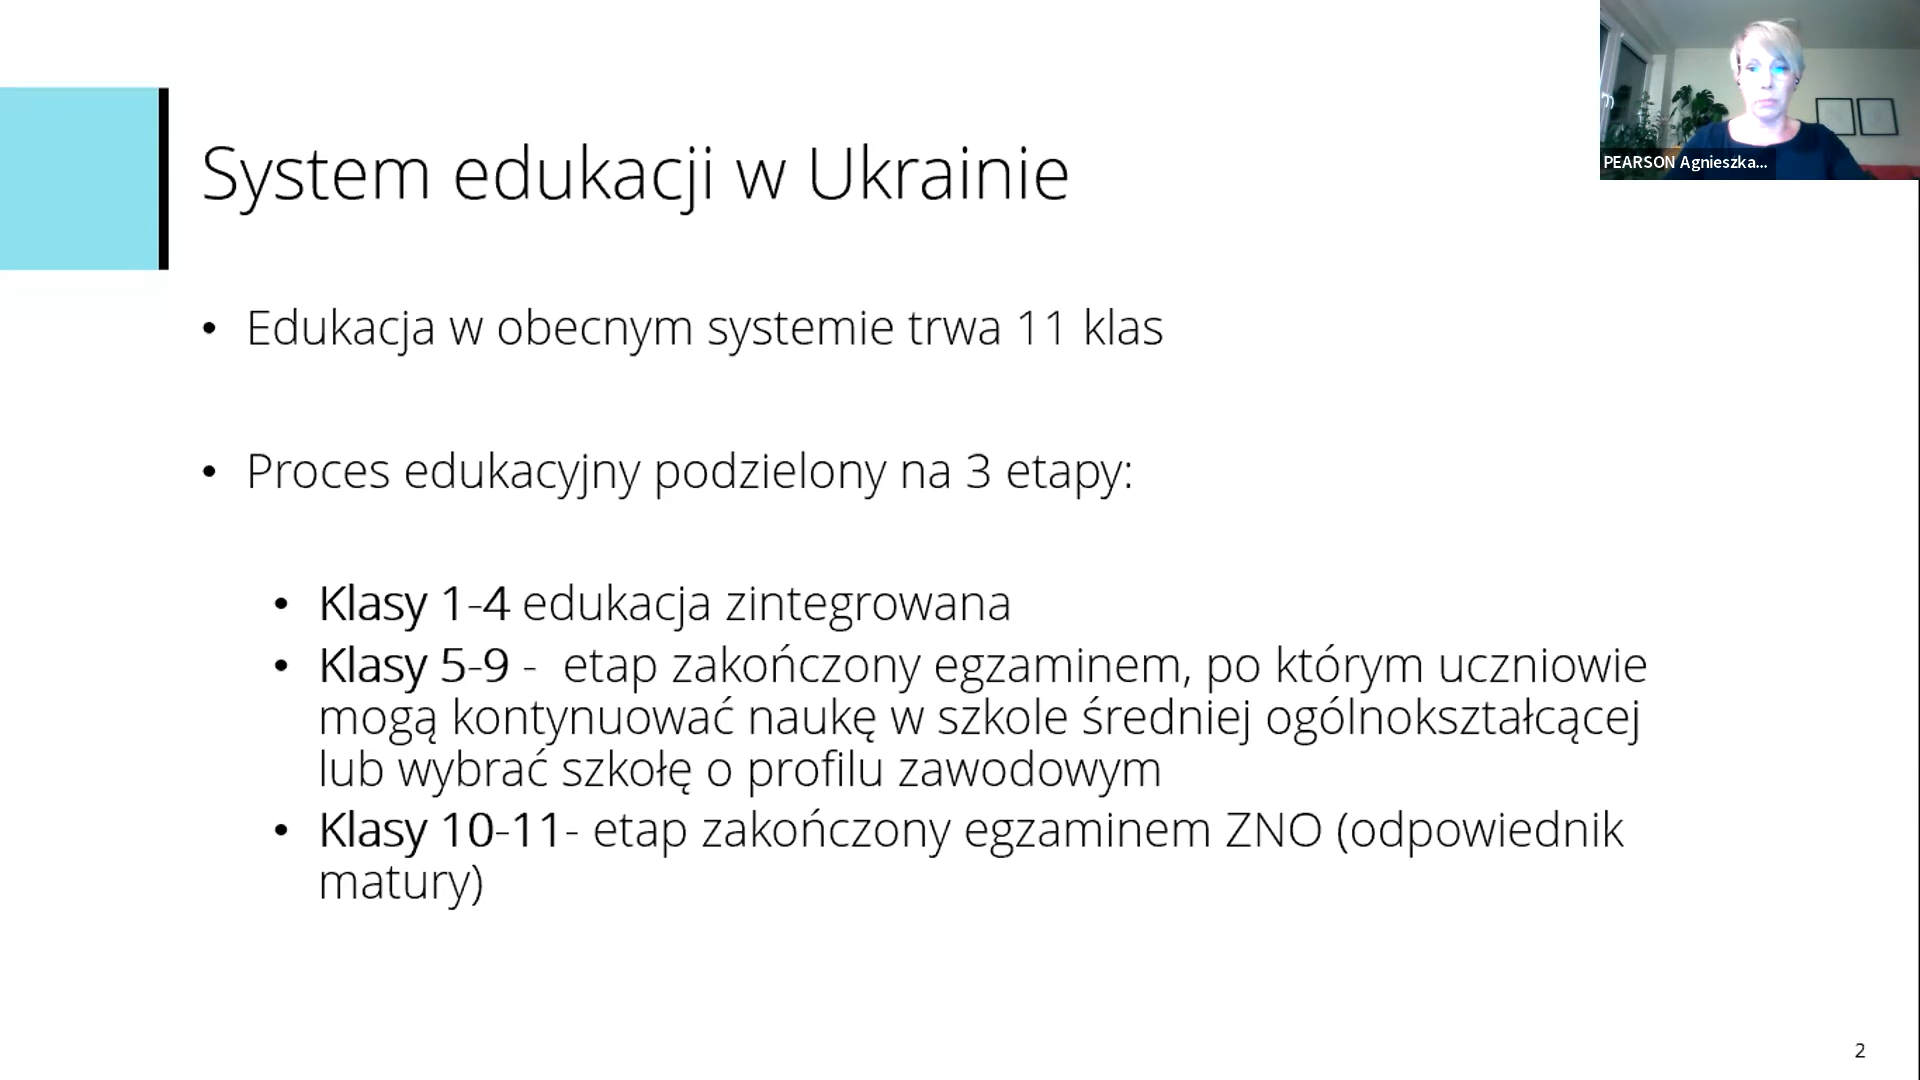 PEARSON Agnieszka...
System edukacji w Ukrainie
• Edukacja w obecnym systemie trwa 11 klas
• Proces edukacyjny podzielony na 3 etapy:
• Klasy 1-4 edukacja zintegrowana
• Klasy 5-9 -  etap zakończony egzaminem, po którym uczniowie
mogą kontynuować naukę w szkole średniej ogólnokształcącej
lub wybrać szkołę o profilu zawodowym
• Klasy 10-11- etap zakończony egzaminem ZNO (odpowiednik
matury)
2